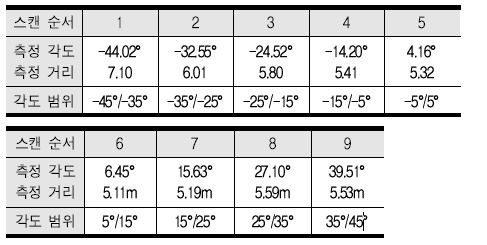 스캔 순서 1 2 3 4 5
측정 각도 -44.02° -32.55° -24.52° -14.20° 4.16°
측정 거리 7.10 6.01 5.80 5.41 5.32
각도 범위 -45°/-35° -35°/-25° -25°/-15° -15°/-5° -5°/5°
스캔 순서 6 7 8 9
측정 각도 6.45° 15.63° 27.10° 39.51°
측정 거리 5.11m 5.19m 5.59m 5.53m
각도 범위 5°/15° 15°/25° 25°/35° 35°/45°